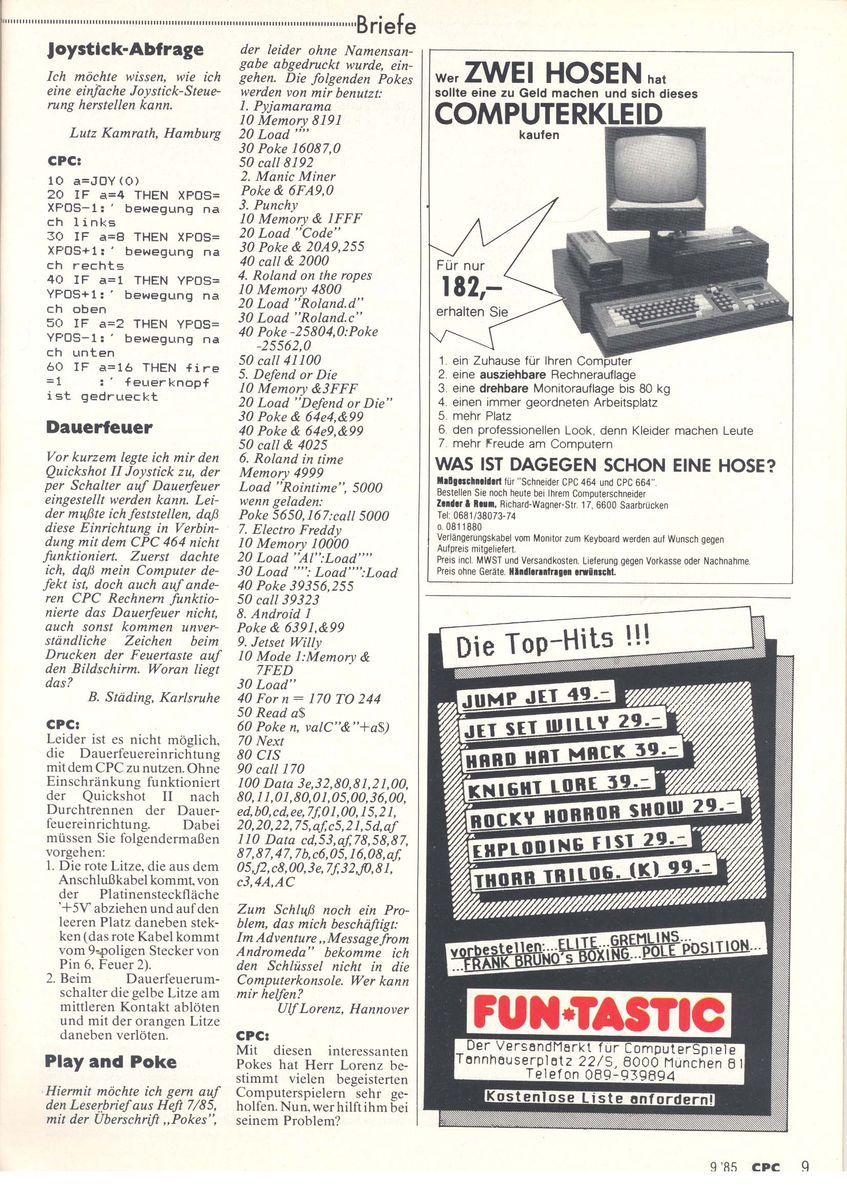 Briefe
Joystick-Abfrage
Ich möchte wissen, wie ich
eine einfache Joystick-Steue-
rung herstellen kann.
Lutz Kamrath, Hamburg
CPC:
10 a=JOY(0)
20 IF a=4 THEN XPOS=
XPOS-1:' bewegung na
ch links
30 IF a=8 THEN XPOS=
XPOS+1:' bewegung na
ch rechts
40 IF a=1 THEN YPOS=
YPOS+1:' bewegung na
ch oben
50 IF a=2 THEN YPOS=
YPOS-1:' bewegung na
ch unten
60 IF a=16 THEN fire
=1 :' feuerknopf
ist gedrueckt
Dauerfeuer
Vor kurzem legte ich mir den
Quickshot II Joystick zu, der
per Schalter auf Dauerfeuer
eingestellt werden kann. Lei-
der mußte ich feststellen, daß
diese Einrichtung in Verbin-
dung mit dem CPC 464 nicht
funktioniert. Zuerst dachte
ich, daß mein Computer de-
fekt ist, doch auch auf ande-
ren CPC Rechnern funktio-
nierte das Dauerfeuer nicht,
auch sonst kommen unver-
ständliche Zeichen beim
Drucken der Feuertaste auf
den Bildschirm. Woran liegt
das?
B. Städing, Karlsruhe
CPC:
Leider ist es nicht möglich,
die Dauerfeuereinrichtung
mit dem CPC zu nutzen. Ohne
Einschränkung funktioniert
der Quickshot II nach
Durchtrennen der Dauer-
feuereinrichtung. Dabei
müssen Sie folgendermaßen
vorgehen:
1. Die rote Litze, die aus dem
Anschlußkabel kommt, von
der Platinensteckfläche
'+5V' abziehen und auf den
leeren Platz daneben stek-
ken (das rote Kabel kommt
vom 9-poligen Stecker von
Pin 6, Feuer 2).
2. Beim Dauerfeuerum-
schalter die gelbe Litze am
mittleren Kontakt ablöten
und mit der orangen Litze
daneben verlöten.
Play and Poke
Hiermit möchte ich gern auf
den Leserbrief aus Heft 7/85,
mit der Überschrift „Pokes",
der leider ohne Namensan-
gabe abgedruckt wurde, ein-
gehen. Die folgenden Pokes
werden von mir benutzt:
1. Pyjamarama
10 Memory 8191
20 Load ""
30 Poke 16087,0
50 call 8192
2. Manic Miner
Poke & 6FA9,0
3. Punchy
10 Memory & 1FFF
20 Load "Code"
30 Poke & 20A9,255
40 call & 2000
4. Roland on the ropes
10 Memory 4800
20 Load "Roland.d"
30 Load "Roland.c"
40 Poke -25804,0:Poke
-25562,0
50 call 41100
5. Defend or Die
10 Memory &3FFF
20 Load "Defend or Die"
30 Poke & 64e4,&99
40 Poke & 64e9,&99
50 call & 4025
6. Roland in time
Memory 4999
Load "Rointime", 5000
wenn geladen:
Poke 5650,167:call 5000
7. Electro Freddy
10 Memory 10000
20 Load "Al":Load""
30 Load "": Load"":Load
40 Poke 39356,255
50 call 39323
8. Android 1
Poke & 6391,&99
9. Jetset Willy
10 Mode 1:Memory &
7FED
30 Load"
40 For n = 170 TO 244
50 Read a$
60 Poke n, valC"&"+a$)
70 Next
80 CIS
90 call 170
100 Data 3e,32,80,81,21,00,
80,11,01,80,01,05,00,36,00,
ed,b0,cd,ee,7f,01,00,15,21,
20,20,22,75,af,c5,21,5d,af
110 Data cd,53,af,78,58,87,
87,87,47,7b,c6,05,16,08,af,
05,f2,c8,00,3e,7f,32,f0,81,
c3,4A,AC
Zum Schluß noch ein Pro-
blem, das mich beschäftigt:
Im Adventure „Message from
Andromeda" bekomme ich
den Schlüssel nicht in die
Computerkonsole. Wer kann
mir helfen?
Ulf Lorenz, Hannover
CPC:
Mit diesen interessanten
Pokes hat Herr Lorenz be-
stimmt vielen begeisterten
Computerspielern sehr ge-
holfen. Nun, wer hilft ihm bei
seinem Problem?
Wer ZWEI HOSEN hat
sollte eine zu Geld machen und sich dieses
COMPUTERKLEID
kaufen
Für nur
182,-
erhalten Sie
1. ein Zuhause für Ihren Computer
2. eine ausziehbare Rechnerauflage
3. eine drehbare Monitorauflage bis 80 kg
4. einen immer geordneten Arbeitsplatz
5. mehr Platz
6. den professionellen Look, denn Kleider machen Leute
7. mehr Freude am Computern
WAS IST DAGEGEN SCHON EINE HOSE?
Maßgeschneidert für "Schneider CPC 464 und CPC 664".
Bestellen Sie noch heute bei Ihrem Computerschneider
Zender & Raum, Richard-Wagner-Str. 17, 6600 Saarbrücken
Tel: 0681/38073-74
o. 0811880
Verlängerungskabel vom Monitor zum Keyboard werden auf Wunsch gegen
Aufpreis mitgeliefert.
Preis incl. MWST und Versandkosten. Lieferung gegen Vorkasse oder Nachnahme.
Preis ohne Geräte. Händleranfragen erwünscht.
Die Top-Hits !!!
JUMP JET 49.-
JET SET WILLY 29.-
HARD HAT MACK 39.-
KNIGHT LORE 39.-
ROCKY HORROR SHOW 29.-
EXPLODING FIST 29.-
THORR TRILOG. (K) 99.-
vorbestellen:...ELITE...GREMLINS...
...FRANK BRUNO's BOXING...POLE POSITION...
FUN*TASTIC
Der VersandMarkt für ComputerSpiele
Tannhäuserplatz 22/5, 8000 München 81
Telefon 089-939894
Kostenlose Liste anfordern!
9 '85 CPC 9